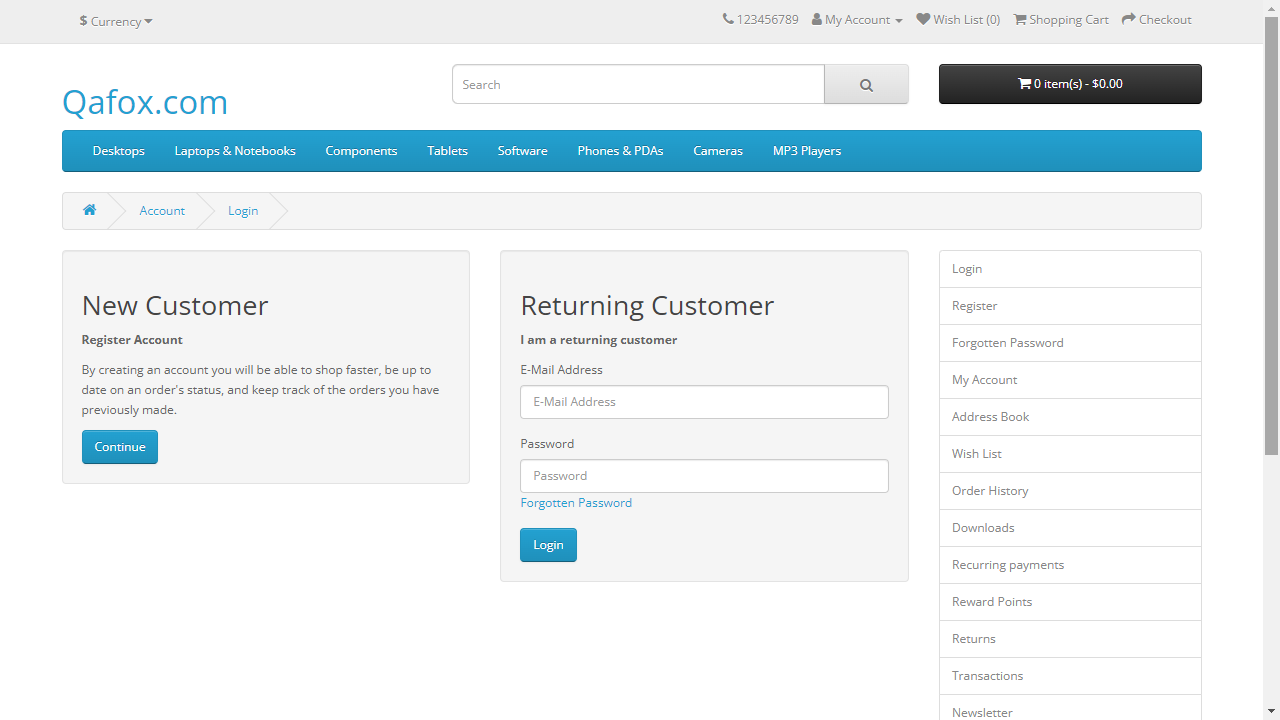 $ Currency
123456789 My Account Wish List (0) Shopping Cart Checkout
Qafox.com
Search
0 item(s) - $0.00
Desktops Laptops & Notebooks Components Tablets Software Phones & PDAs Cameras MP3 Players
Account Login
New Customer
Register Account
By creating an account you will be able to shop faster, be up to
date on an order's status, and keep track of the orders you have
previously made.
Continue
Returning Customer
I am a returning customer
E-Mail Address
E-Mail Address
Password
Password
Forgotten Password
Login
Login
Register
Forgotten Password
My Account
Address Book
Wish List
Order History
Downloads
Recurring payments
Reward Points
Returns
Transactions
Newsletter